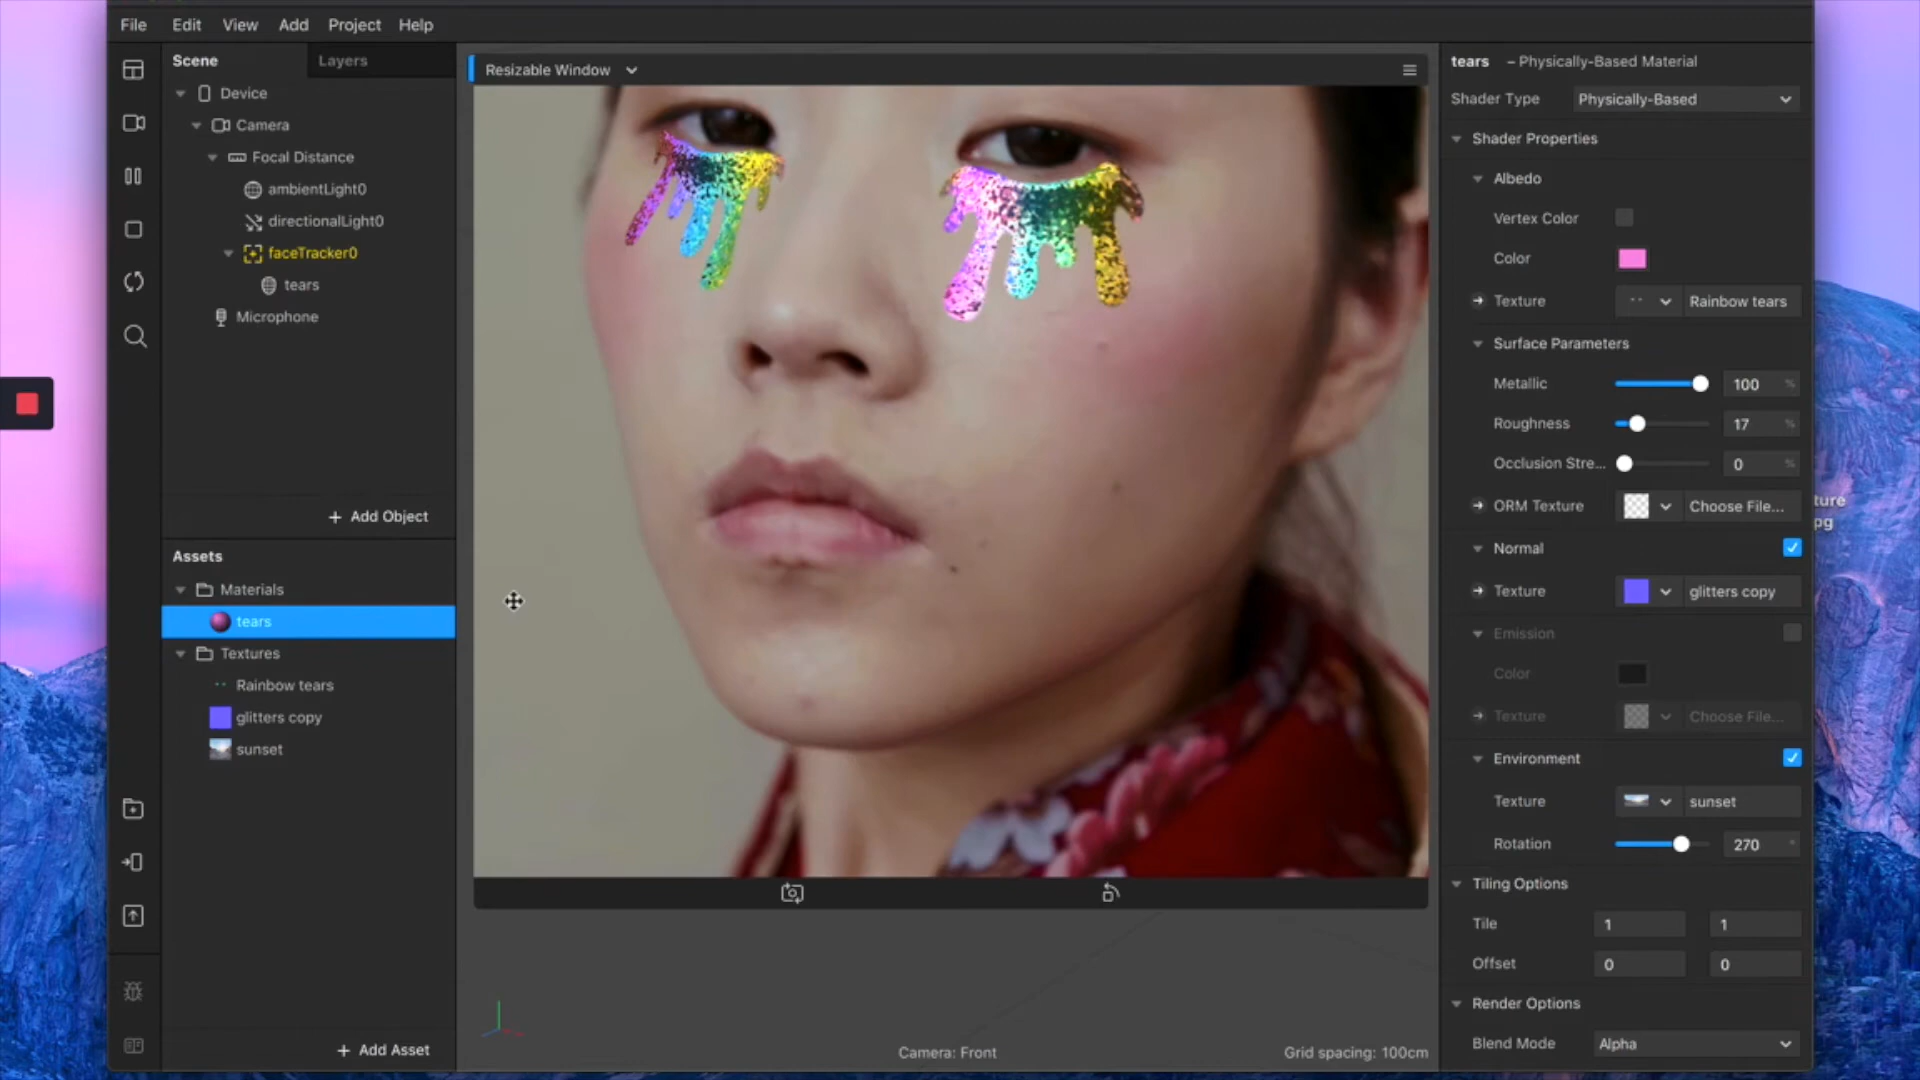 File Edit View Add Project Help
Scene Layers
Device
Camera
Focal Distance
ambientLight0
directionalLight0
faceTracker0
tears
Microphone
+ Add Object
Assets
Materials
tears
Textures
Rainbow tears
glitters copy
sunset
+ Add Asset
Resizable Window
Camera: Front
Grid spacing: 100cm
tears – Physically-Based Material
Shader Type Physically-Based
Shader Properties
Albedo
Vertex Color
Color
Texture Rainbow tears
Surface Parameters
Metallic 100 %
Roughness 17 %
Occlusion Stre... 0 %
ORM Texture Choose File...
Normal
Texture glitters copy
Emission
Color
Texture Choose File...
Environment
Texture sunset
Rotation 270 °
Tiling Options
Tile 1 1
Offset 0 0
Render Options
Blend Mode Alpha
ture
pg